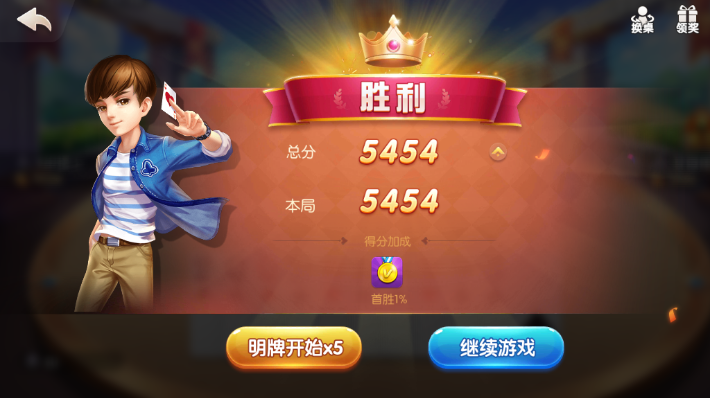 换桌 领奖
胜利
总分 5454
本局 5454
得分加成
首胜1%
明牌开始x5 继续游戏